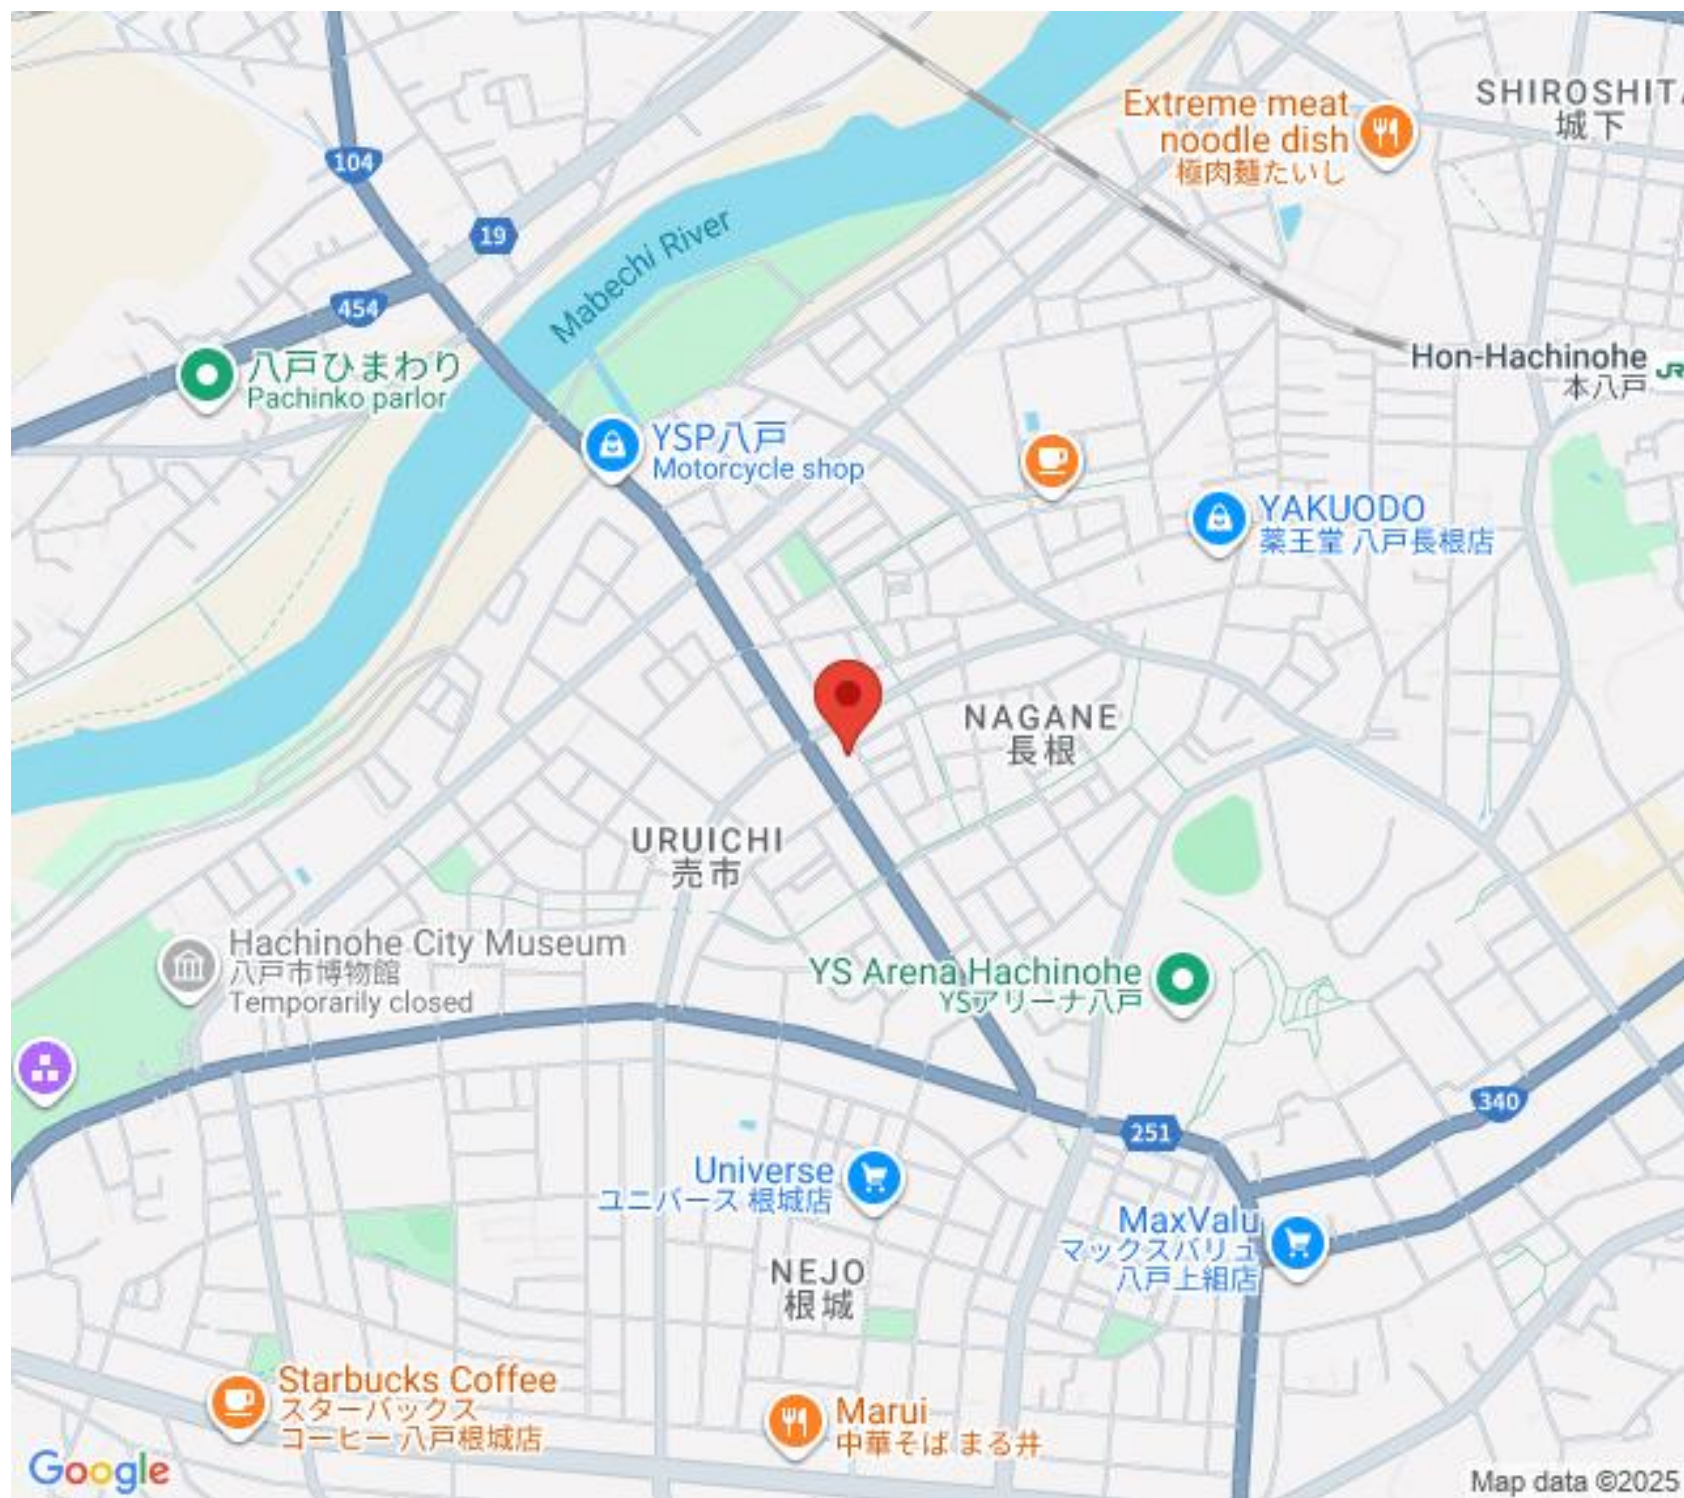 Extreme meat
noodle dish
極肉麺たいし
SHIROSHITA
城下
104
19
Mabechi River
454
八戸ひまわり
Pachinko parlor
Hon-Hachinohe
本八戸
JR
YSP八戸
Motorcycle shop
YAKUODO
薬王堂 八戸長根店
NAGANE
長根
URUICHI
売市
Hachinohe City Museum
八戸市博物館
Temporarily closed
YS Arena Hachinohe
YSアリーナ八戸
340
251
Universe
ユニバース 根城店
MaxValu
マックスバリュ
八戸上組店
NEJO
根城
Starbucks Coffee
スターバックス
コーヒー 八戸根城店
Marui
中華そば まる井
Google
Map data ©2025